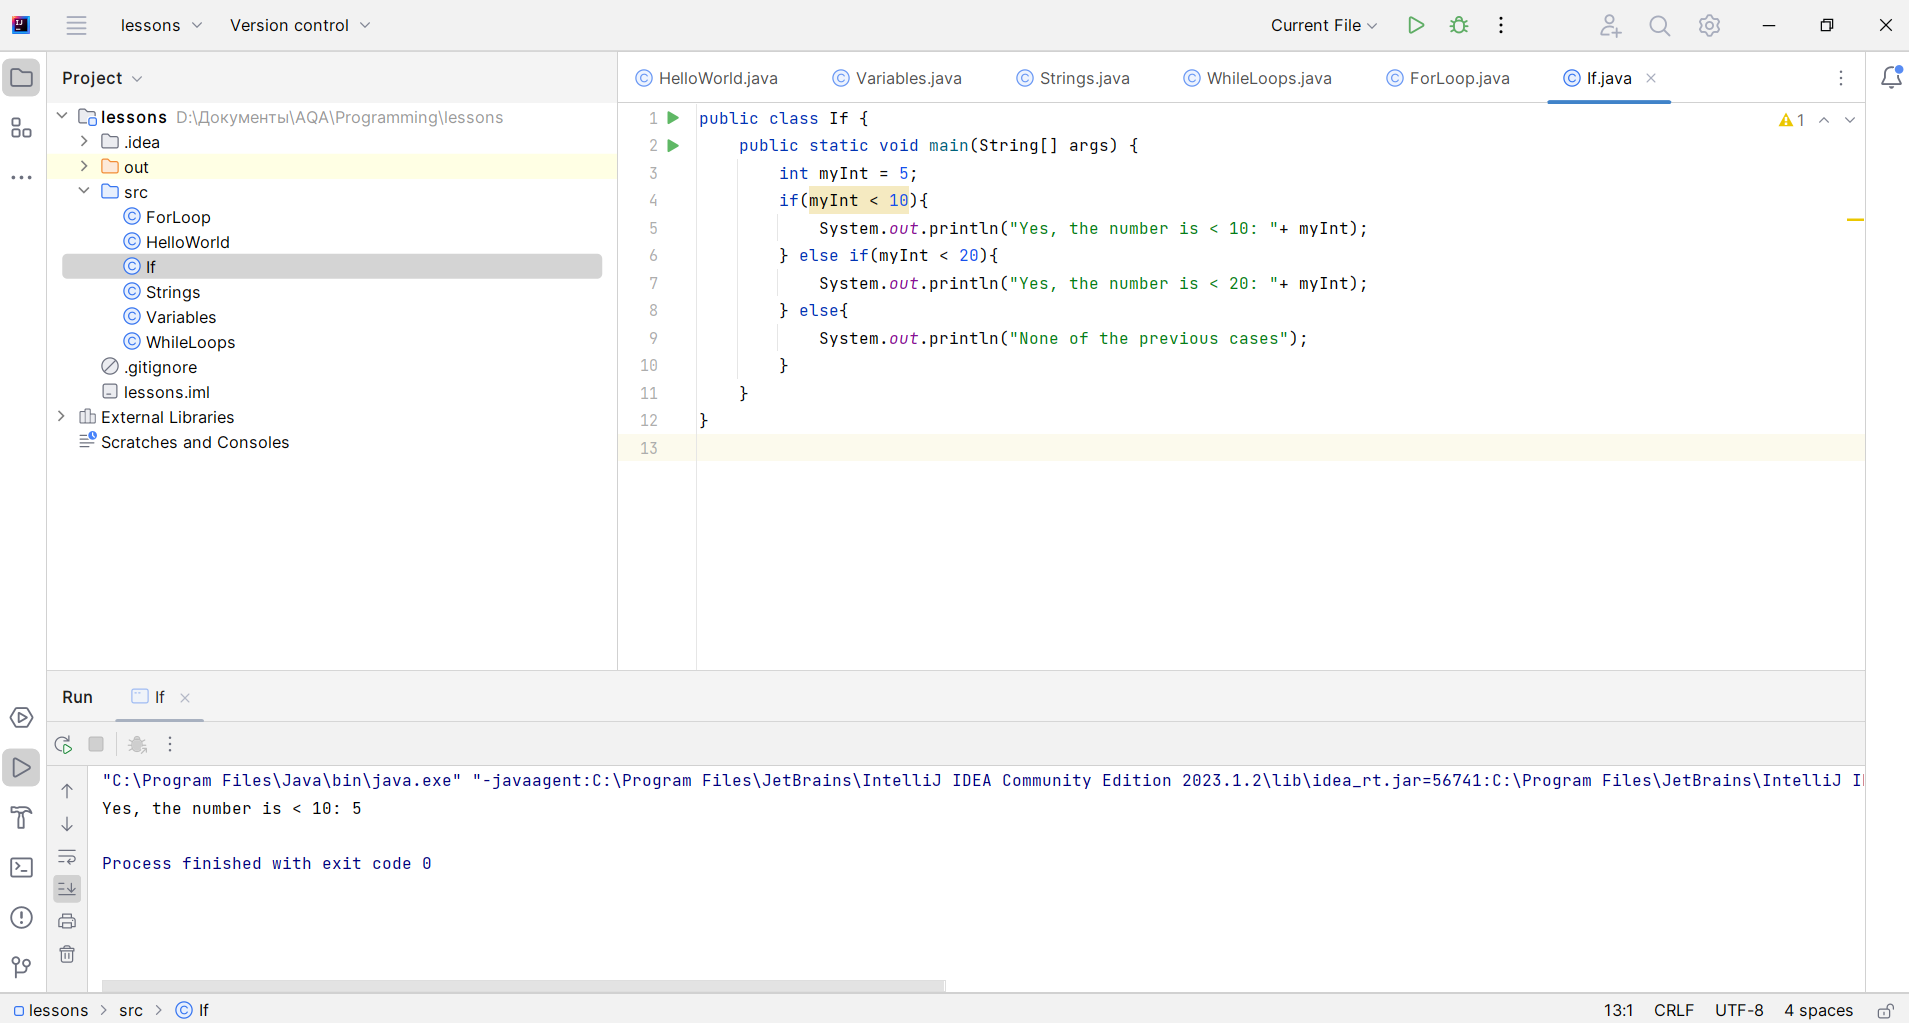 lessons Version control Current File
Project
HelloWorld.java Variables.java Strings.java WhileLoops.java ForLoop.java If.java
lessons D:\Документы\AQA\Programming\lessons
.idea
out
src
ForLoop
HelloWorld
If
Strings
Variables
WhileLoops
.gitignore
lessons.iml
External Libraries
Scratches and Consoles
1 public class If {
2 public static void main(String[] args) {
3 int myInt = 5;
4 if(myInt < 10){
5 System.out.println("Yes, the number is < 10: "+ myInt);
6 } else if(myInt < 20){
7 System.out.println("Yes, the number is < 20: "+ myInt);
8 } else{
9 System.out.println("None of the previous cases");
10 }
11 }
12 }
13
1
Run If
"C:\Program Files\Java\bin\java.exe" "-javaagent:C:\Program Files\JetBrains\IntelliJ IDEA Community Edition 2023.1.2\lib\idea_rt.jar=56741:C:\Program Files\JetBrains\IntelliJ
Yes, the number is < 10: 5
Process finished with exit code 0
lessons > src > If
13:1 CRLF UTF-8 4 spaces